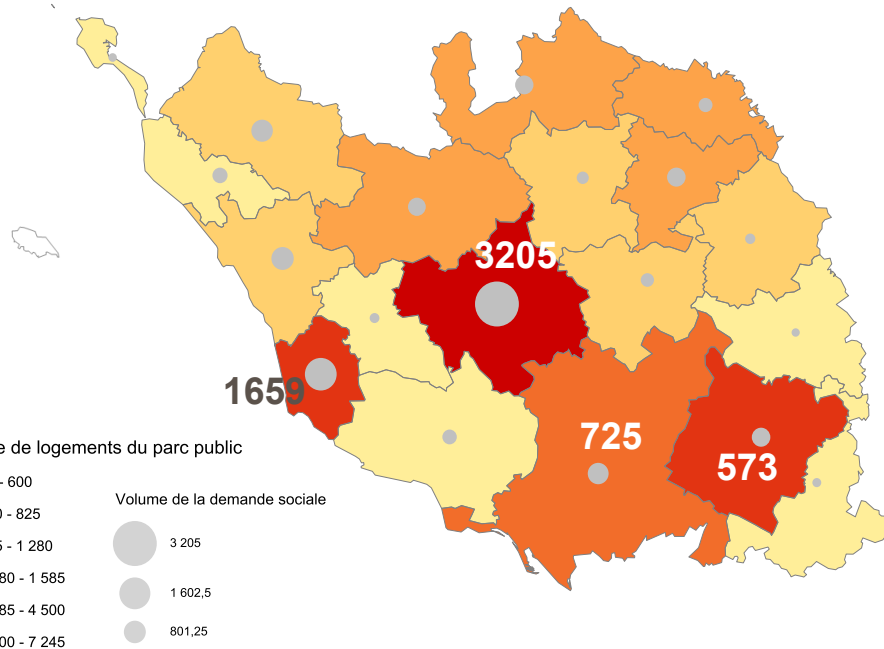 3205
1659
725
573
e de logements du parc public
- 600
0 - 825
5 - 1 280
80 - 1 585
85 - 4 500
00 - 7 245
Volume de la demande sociale
3 205
1 602,5
801,25